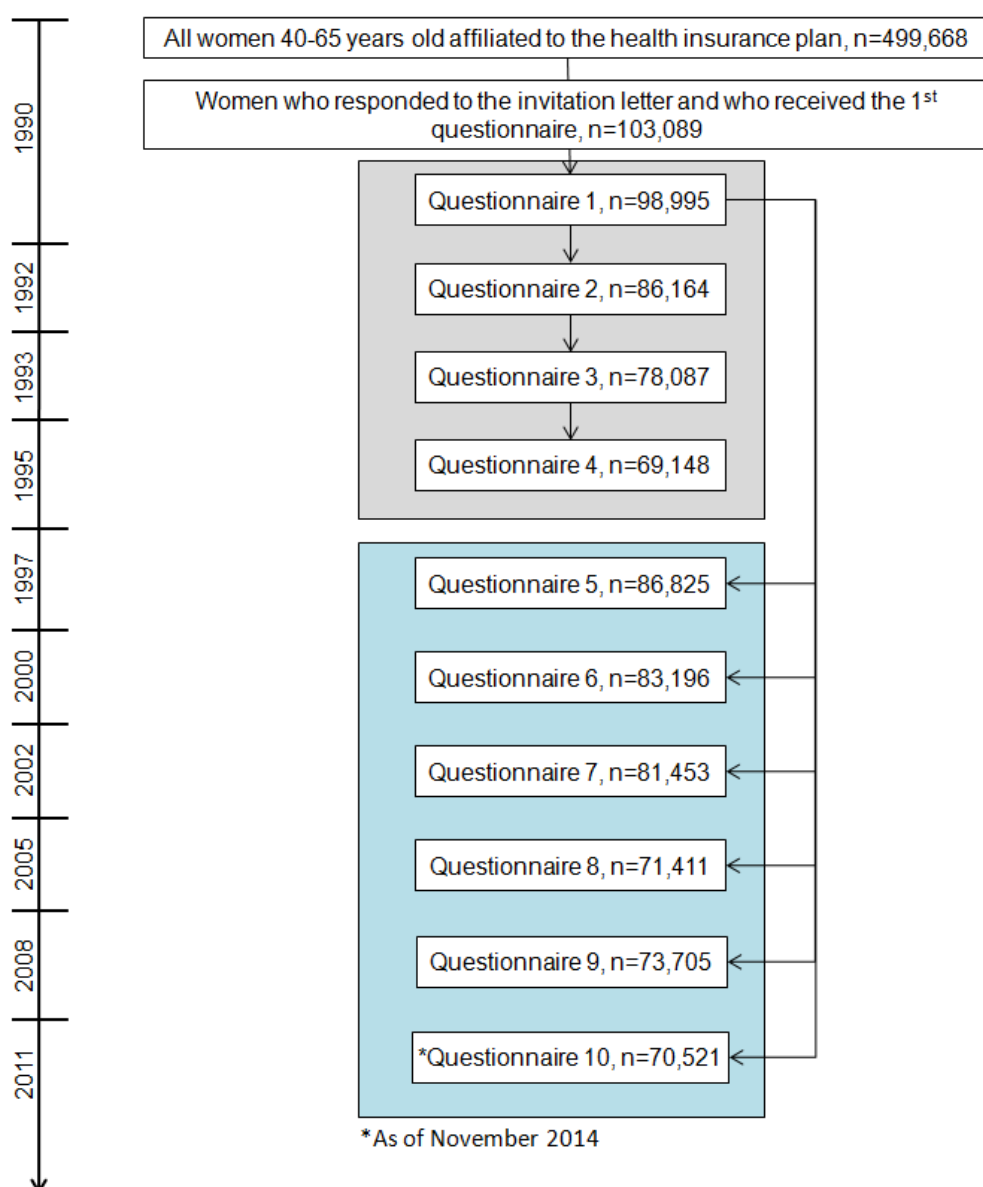 All women 40-65 years old affiliated to the health insurance plan, n=499,668
Women who responded to the invitation letter and who received the 1st
questionnaire, n=103,089
1990
Questionnaire 1, n=98,995
1992
Questionnaire 2, n=86,164
1993
Questionnaire 3, n=78,087
1995
Questionnaire 4, n=69,148
1997
Questionnaire 5, n=86,825
2000
Questionnaire 6, n=83,196
2002
Questionnaire 7, n=81,453
2005
Questionnaire 8, n=71,411
2008
Questionnaire 9, n=73,705
2011
*Questionnaire 10, n=70,521
*As of November 2014